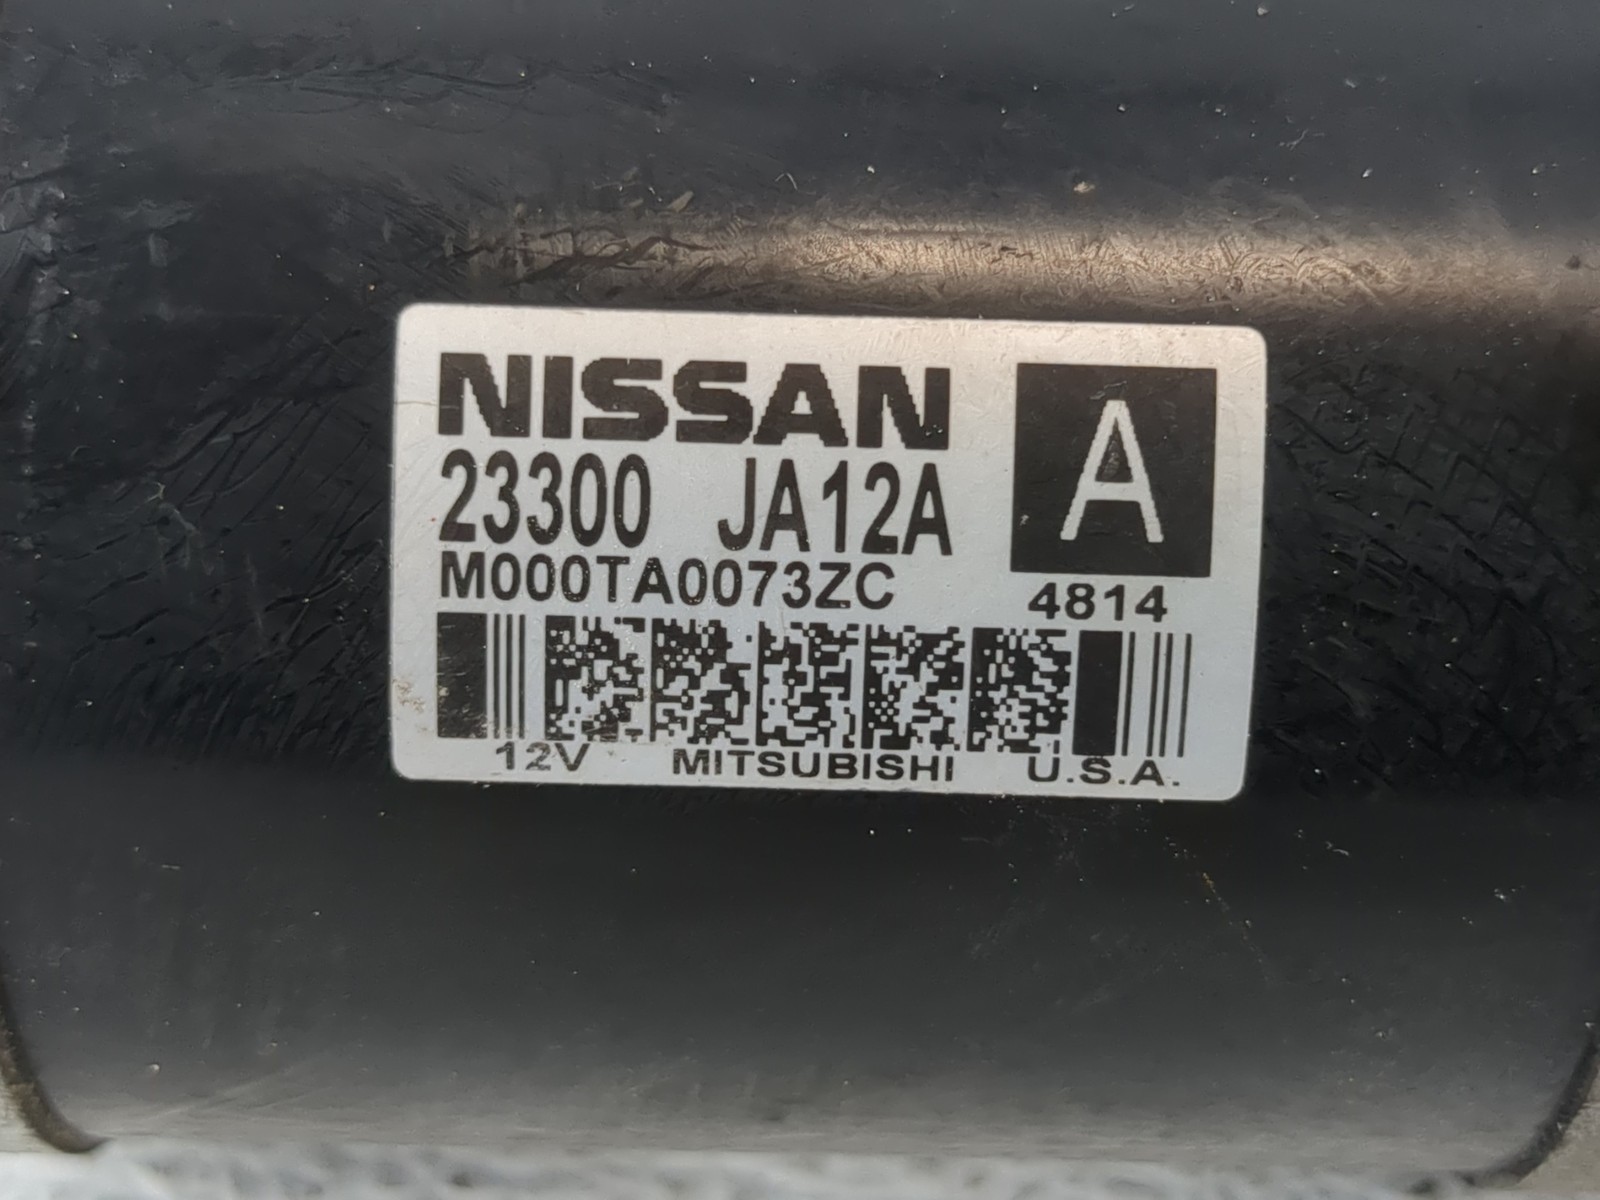 NISSAN
A
23300 JA12A
M000TA0073ZC
4814
12V MITSUBISHI U.S.A.